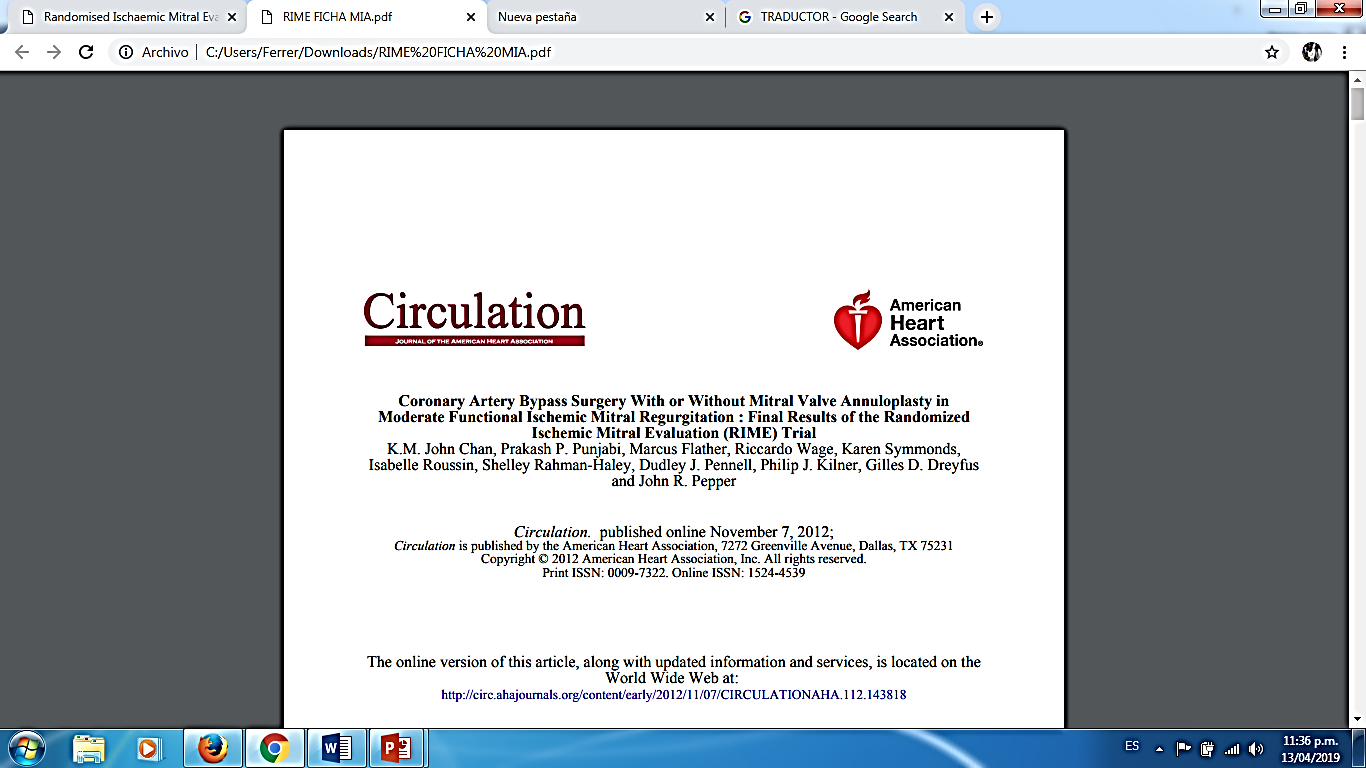 Randomised Ischaemic Mitral Eva
RIME FICHA MIA.pdf
Nueva pestaña
TRADUCTOR - Google Search
Archivo
C:/Users/Ferrer/Downloads/RIME%20FICHA%20MIA.pdf
Circulation
JOURNAL OF THE AMERICAN HEART ASSOCIATION
American
Heart
Association®
Coronary Artery Bypass Surgery With or Without Mitral Valve Annuloplasty in
Moderate Functional Ischemic Mitral Regurgitation : Final Results of the Randomized
Ischemic Mitral Evaluation (RIME) Trial
K.M. John Chan, Prakash P. Punjabi, Marcus Flather, Riccardo Wage, Karen Symmonds,
Isabelle Roussin, Shelley Rahman-Haley, Dudley J. Pennell, Philip J. Kilner, Gilles D. Dreyfus
and John R. Pepper
Circulation. published online November 7, 2012;
Circulation is published by the American Heart Association, 7272 Greenville Avenue, Dallas, TX 75231
Copyright © 2012 American Heart Association, Inc. All rights reserved.
Print ISSN: 0009-7322. Online ISSN: 1524-4539
The online version of this article, along with updated information and services, is located on the
World Wide Web at:
http://circ.ahajournals.org/content/early/2012/11/07/CIRCULATIONAHA.112.143818
ES
11:36 p.m.
13/04/2019